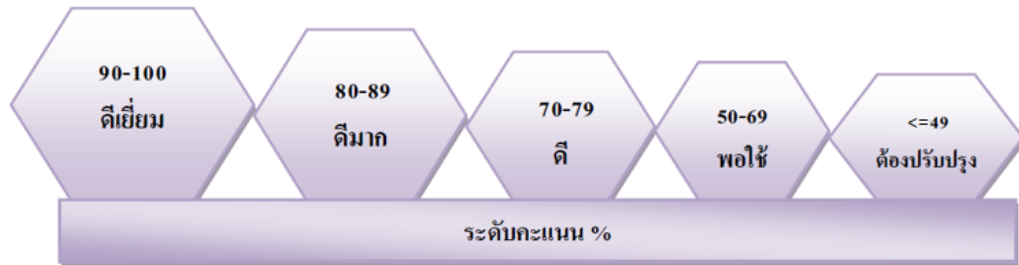 90-100
ดีเยี่ยม
80-89
ดีมาก
70-79
ดี
50-69
พอใช้
<=49
ต้องปรับปรุง
ระดับคะแนน %